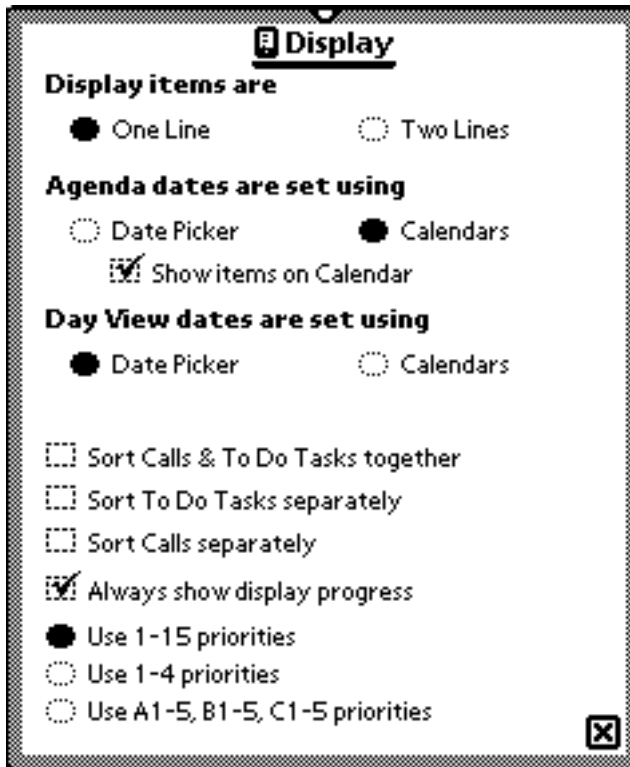 Display
Display items are
One Line Two Lines
Agenda dates are set using
Date Picker Calendars
Show items on Calendar
Day View dates are set using
Date Picker Calendars
Sort Calls & To Do Tasks together
Sort To Do Tasks separately
Sort Calls separately
Always show display progress
Use 1-15 priorities
Use 1-4 priorities
Use A1-5, B1-5, C1-5 priorities